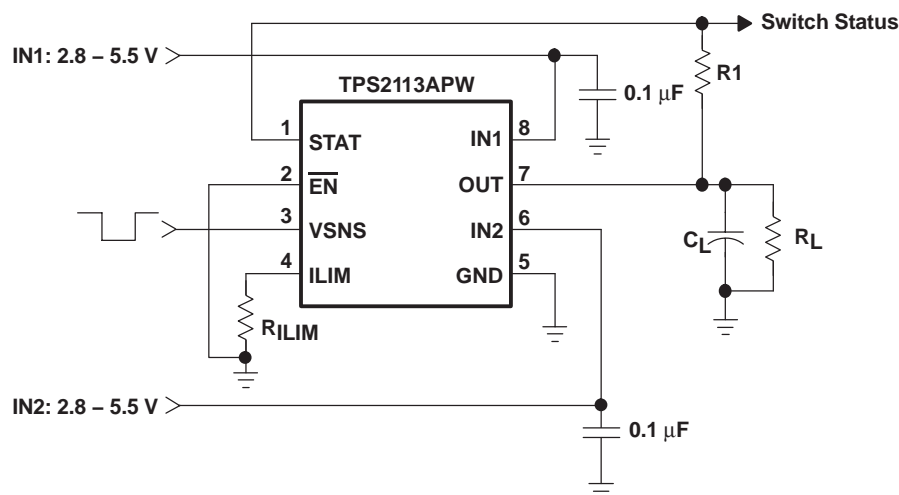 Switch Status
IN1: 2.8 – 5.5 V
R1
TPS2113APW
0.1 μF
1
STAT
IN1
8
2
EN
OUT
7
3
VSNS
IN2
6
4
ILIM
GND
5
CL
RL
RILIM
IN2: 2.8 – 5.5 V
0.1 μF